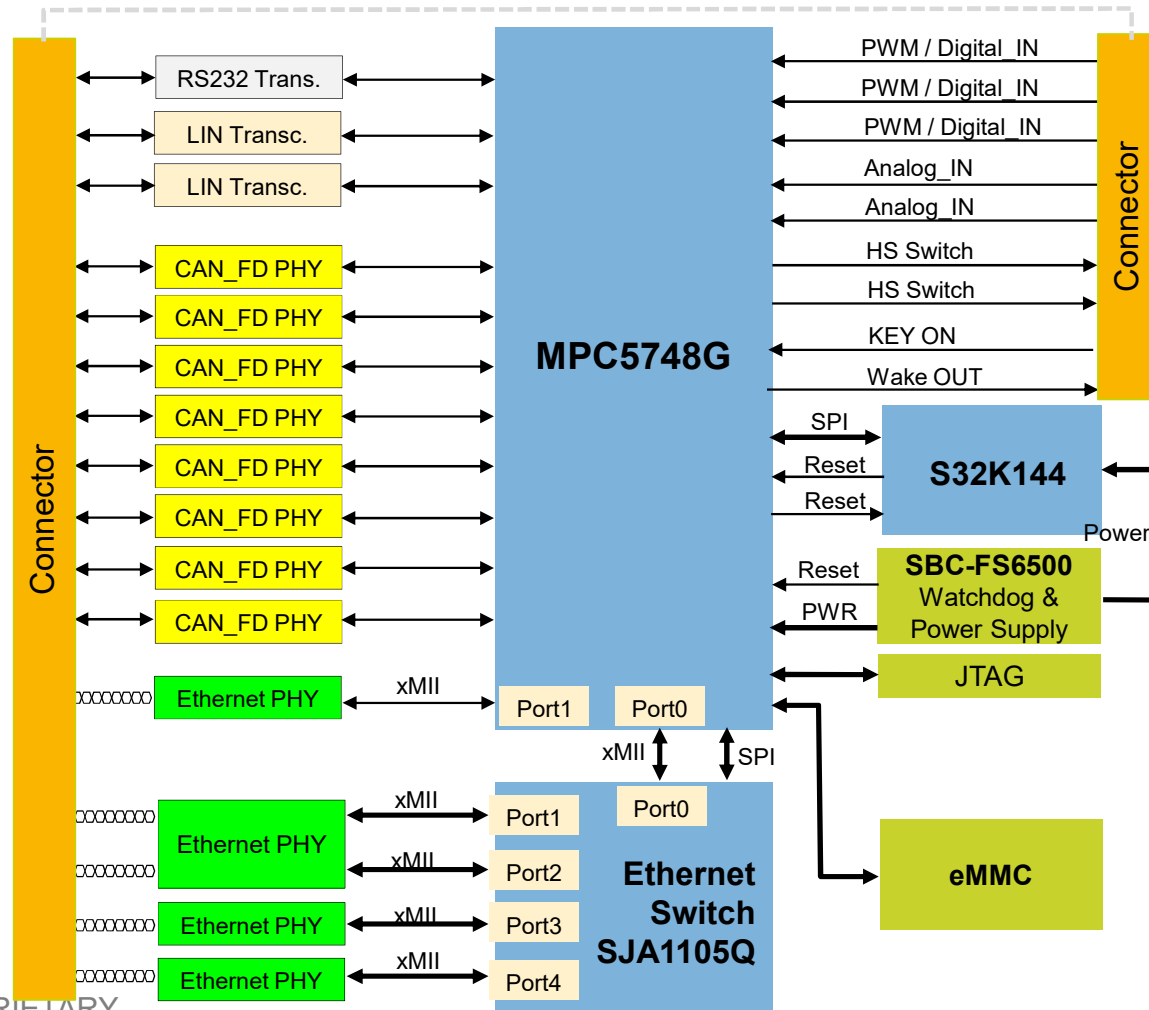 RS232 Trans.
LIN Transc.
LIN Transc.
CAN_FD PHY
CAN_FD PHY
CAN_FD PHY
CAN_FD PHY
CAN_FD PHY
CAN_FD PHY
CAN_FD PHY
CAN_FD PHY
Connector
Ethernet PHY
xMII
Port1
Port0
MPC5748G
PWM / Digital_IN
PWM / Digital_IN
PWM / Digital_IN
Analog_IN
Analog_IN
HS Switch
HS Switch
KEY ON
Wake OUT
Connector
SPI
Reset
Reset
S32K144
Power
Reset
PWR
SBC-FS6500
Watchdog &
Power Supply
JTAG
xMII
SPI
Port0
Ethernet PHY
xMII
xMII
Port1
Port2
Ethernet PHY
xMII
Port3
Ethernet PHY
xMII
Port4
Ethernet
Switch
SJA1105Q
eMMC